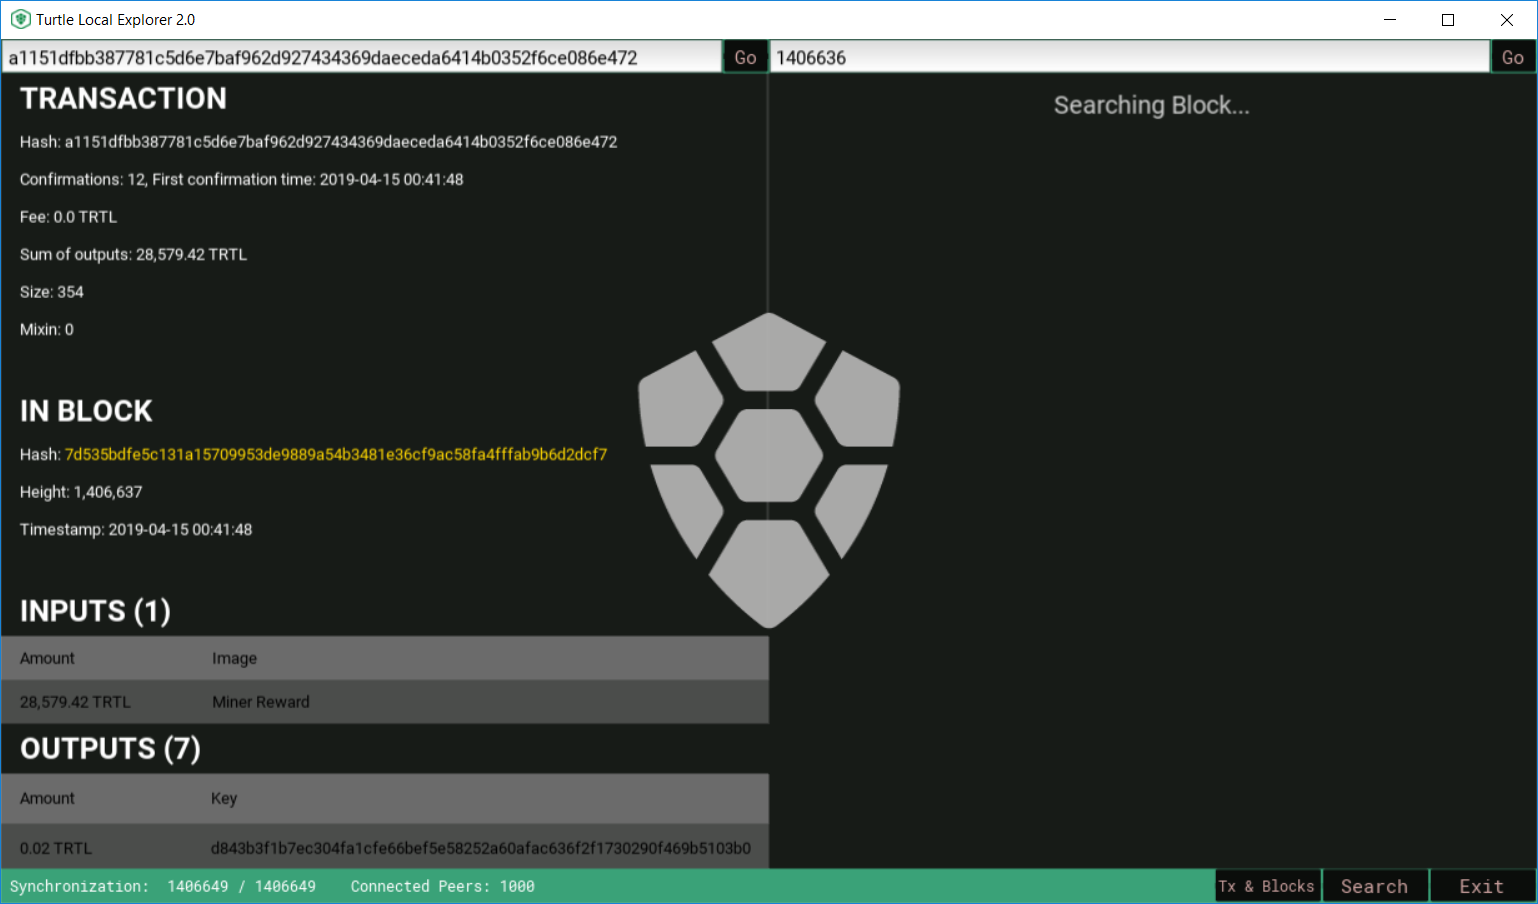 Turtle Local Explorer 2.0
a1151dfbb387781c5d6e7baf962d927434369daeceda6414b0352f6ce086e472 Go 1406636 Go
TRANSACTION
Hash: a1151dfbb387781c5d6e7baf962d927434369daeceda6414b0352f6ce086e472
Confirmations: 12, First confirmation time: 2019-04-15 00:41:48
Fee: 0.0 TRTL
Sum of outputs: 28,579.42 TRTL
Size: 354
Mixin: 0
IN BLOCK
Hash: 7d535bdfe5c131a15709953de9889a54b3481e36cf9ac58fa4fffab9b6d2dcf7
Height: 1,406,637
Timestamp: 2019-04-15 00:41:48
INPUTS (1)
Amount Image
28,579.42 TRTL Miner Reward
OUTPUTS (7)
Amount Key
0.02 TRTL d843b3f1b7ec304fa1cfe66bef5e58252a60afac636f2f1730290f469b5103b0
Searching Block...
Synchronization: 1406649 / 1406649 Connected Peers: 1000 Tx & Blocks Search Exit